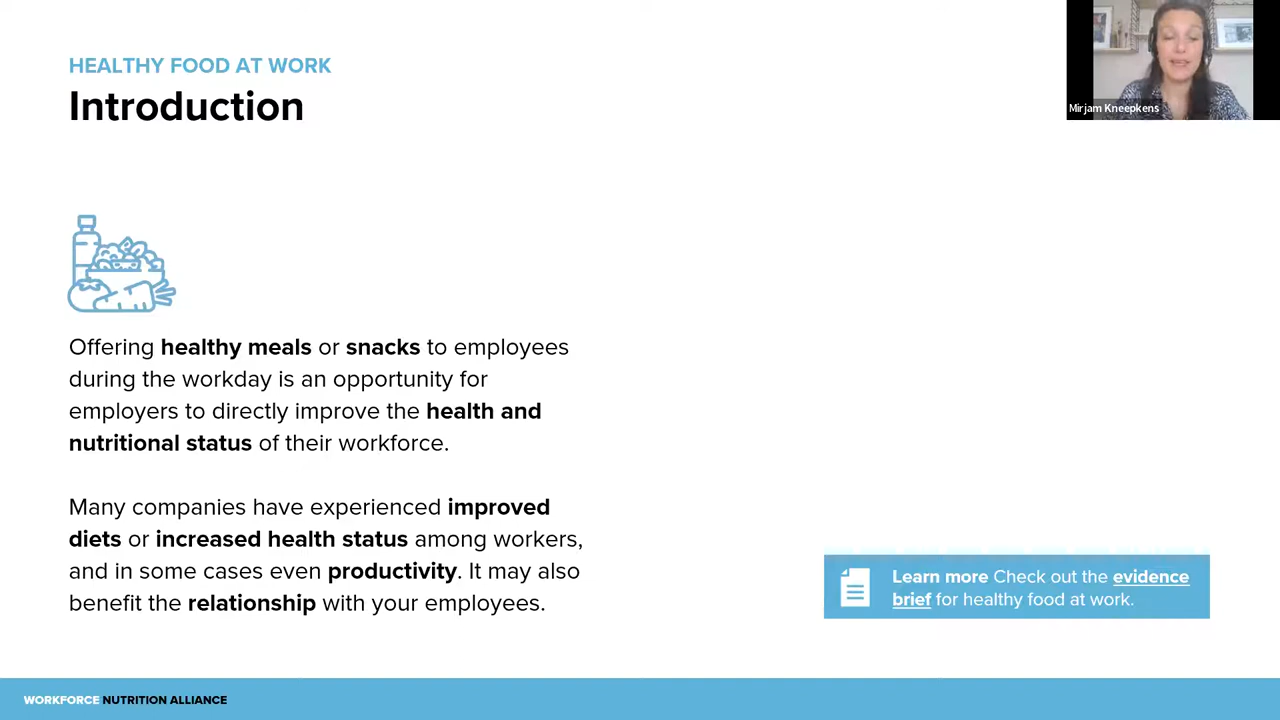 HEALTHY FOOD AT WORK
Introduction
Mirjam Kneepkens
Offering healthy meals or snacks to employees
during the workday is an opportunity for
employers to directly improve the health and
nutritional status of their workforce.
Many companies have experienced improved
diets or increased health status among workers,
and in some cases even productivity. It may also
benefit the relationship with your employees.
Learn more Check out the evidence
brief for healthy food at work.
WORKFORCE NUTRITION ALLIANCE